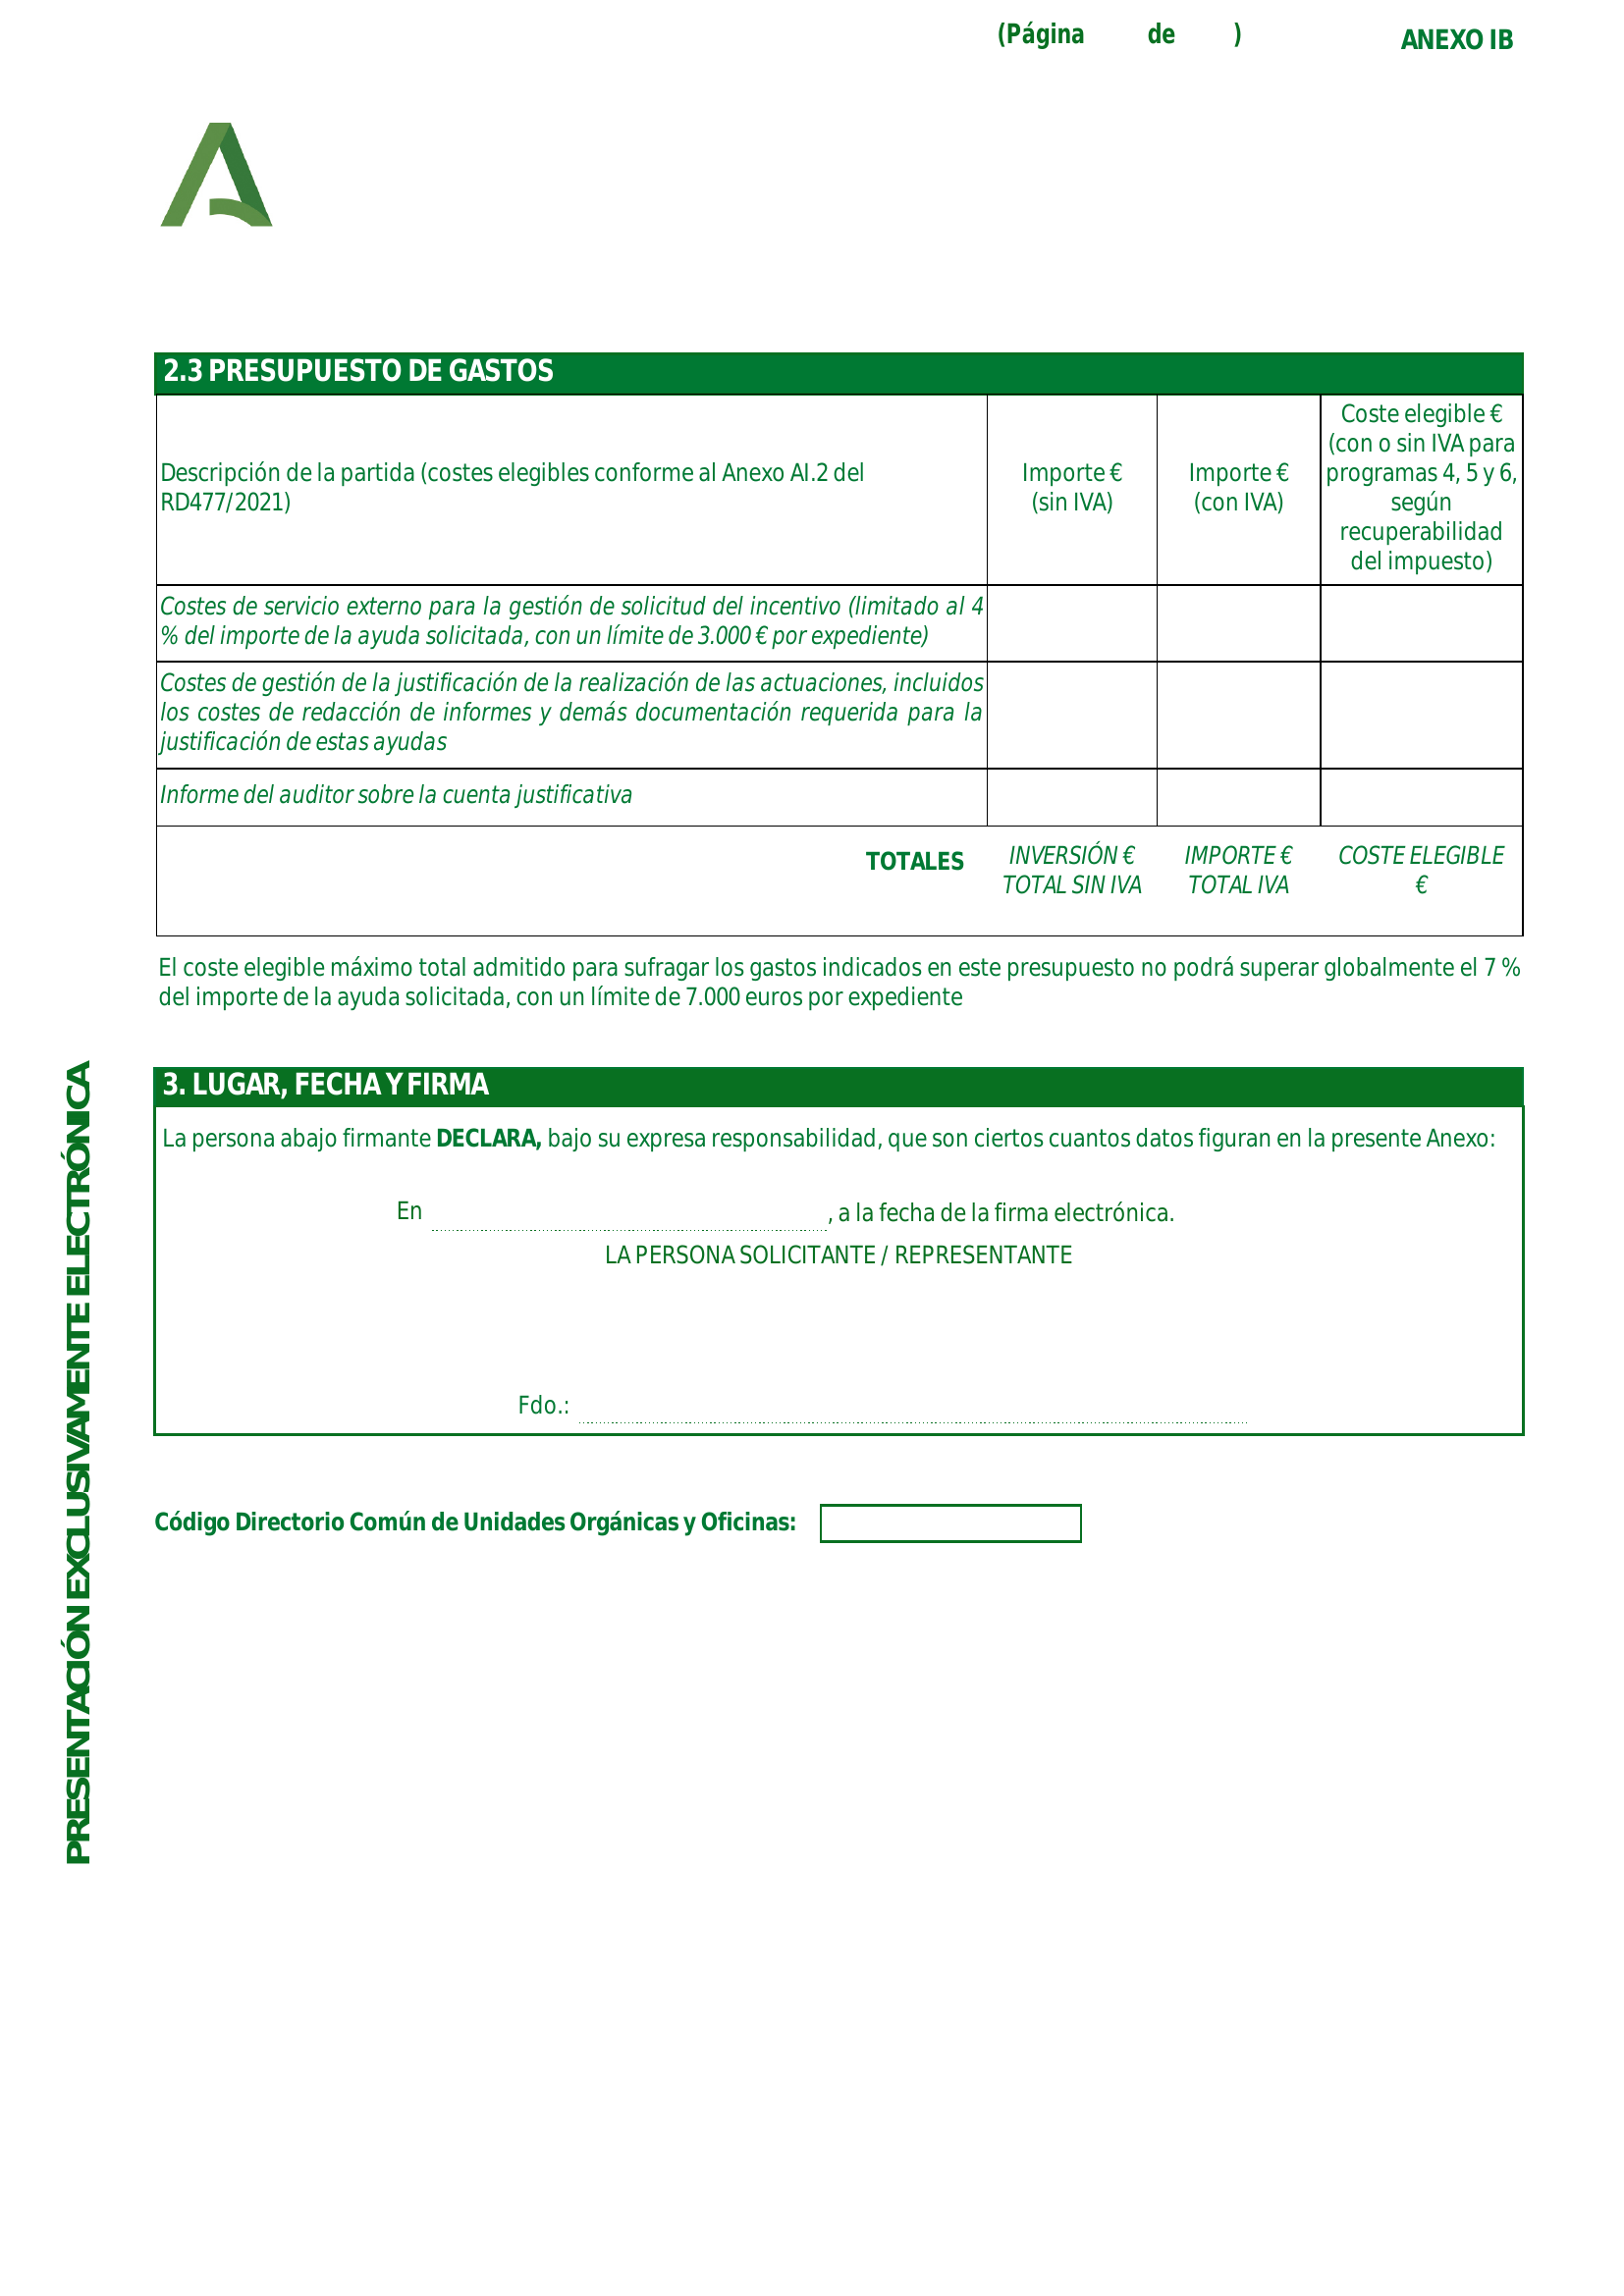 (Página de )
ANEXO IB
2.3 PRESUPUESTO DE GASTOS
Descripción de la partida (costes elegibles conforme al Anexo AI.2 del
RD477/2021)
Importe €
(sin IVA)
Importe €
(con IVA)
Coste elegible €
(con o sin IVA para
programas 4, 5 y 6,
según
recuperabilidad
del impuesto)
Costes de servicio externo para la gestión de solicitud del incentivo (limitado al 4
% del importe de la ayuda solicitada, con un límite de 3.000 € por expediente)
Costes de gestión de la justificación de la realización de las actuaciones, incluidos
los costes de redacción de informes y demás documentación requerida para la
justificación de estas ayudas
Informe del auditor sobre la cuenta justificativa
TOTALES
INVERSIÓN €
TOTAL SIN IVA
IMPORTE €
TOTAL IVA
COSTE ELEGIBLE
€
El coste elegible máximo total admitido para sufragar los gastos indicados en este presupuesto no podrá superar globalmente el 7 %
del importe de la ayuda solicitada, con un límite de 7.000 euros por expediente
3. LUGAR, FECHA Y FIRMA
La persona abajo firmante DECLARA, bajo su expresa responsabilidad, que son ciertos cuantos datos figuran en la presente Anexo:
En , a la fecha de la firma electrónica.
LA PERSONA SOLICITANTE / REPRESENTANTE
Fdo.:
Código Directorio Común de Unidades Orgánicas y Oficinas:
PRESENTACIÓN EXCLUSIVAMENTE ELECTRÓNICA